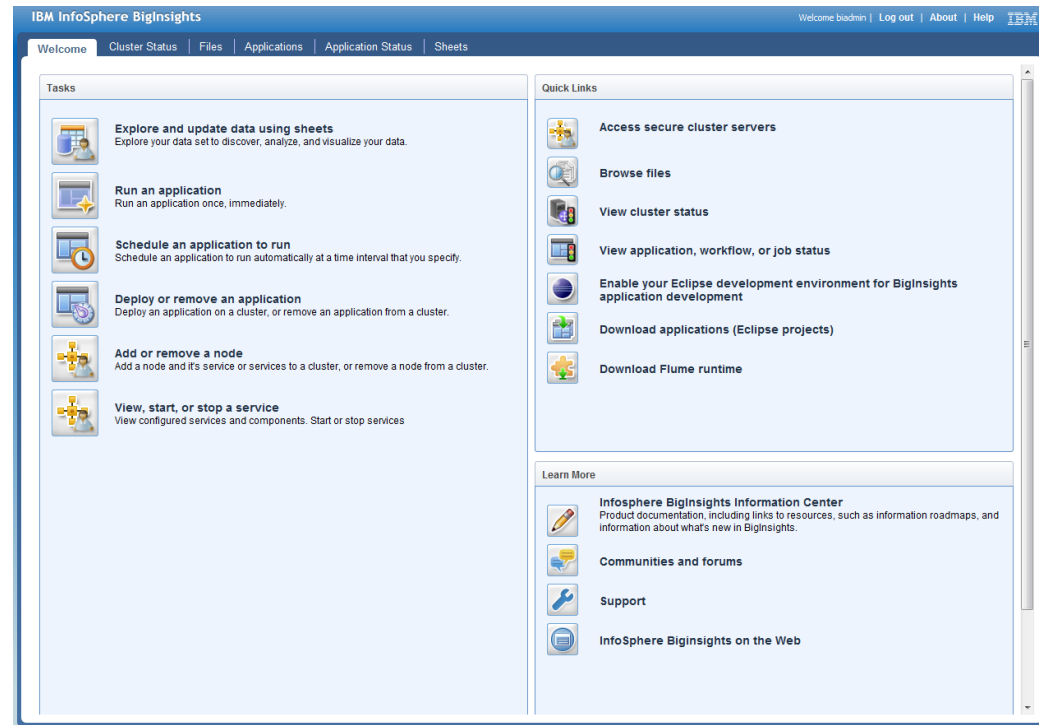 IBM InfoSphere BigInsights
Welcome biadmin | Log out | About | Help IBM
Welcome Cluster Status | Files | Applications | Application Status | Sheets
Tasks
Explore and update data using sheets
Explore your data set to discover, analyze, and visualize your data.
Run an application
Run an application once, immediately.
Schedule an application to run
Schedule an application to run automatically at a time interval that you specify.
Deploy or remove an application
Deploy an application on a cluster, or remove an application from a cluster.
Add or remove a node
Add a node and it's service or services to a cluster, or remove a node from a cluster.
View, start, or stop a service
View configured services and components. Start or stop services
Quick Links
Access secure cluster servers
Browse files
View cluster status
View application, workflow, or job status
Enable your Eclipse development environment for BigInsights
application development
Download applications (Eclipse projects)
Download Flume runtime
Learn More
Infosphere BigInsights Information Center
Product documentation, including links to resources, such as information roadmaps, and
information about what's new in BigInsights.
Communities and forums
Support
InfoSphere Biginsights on the Web